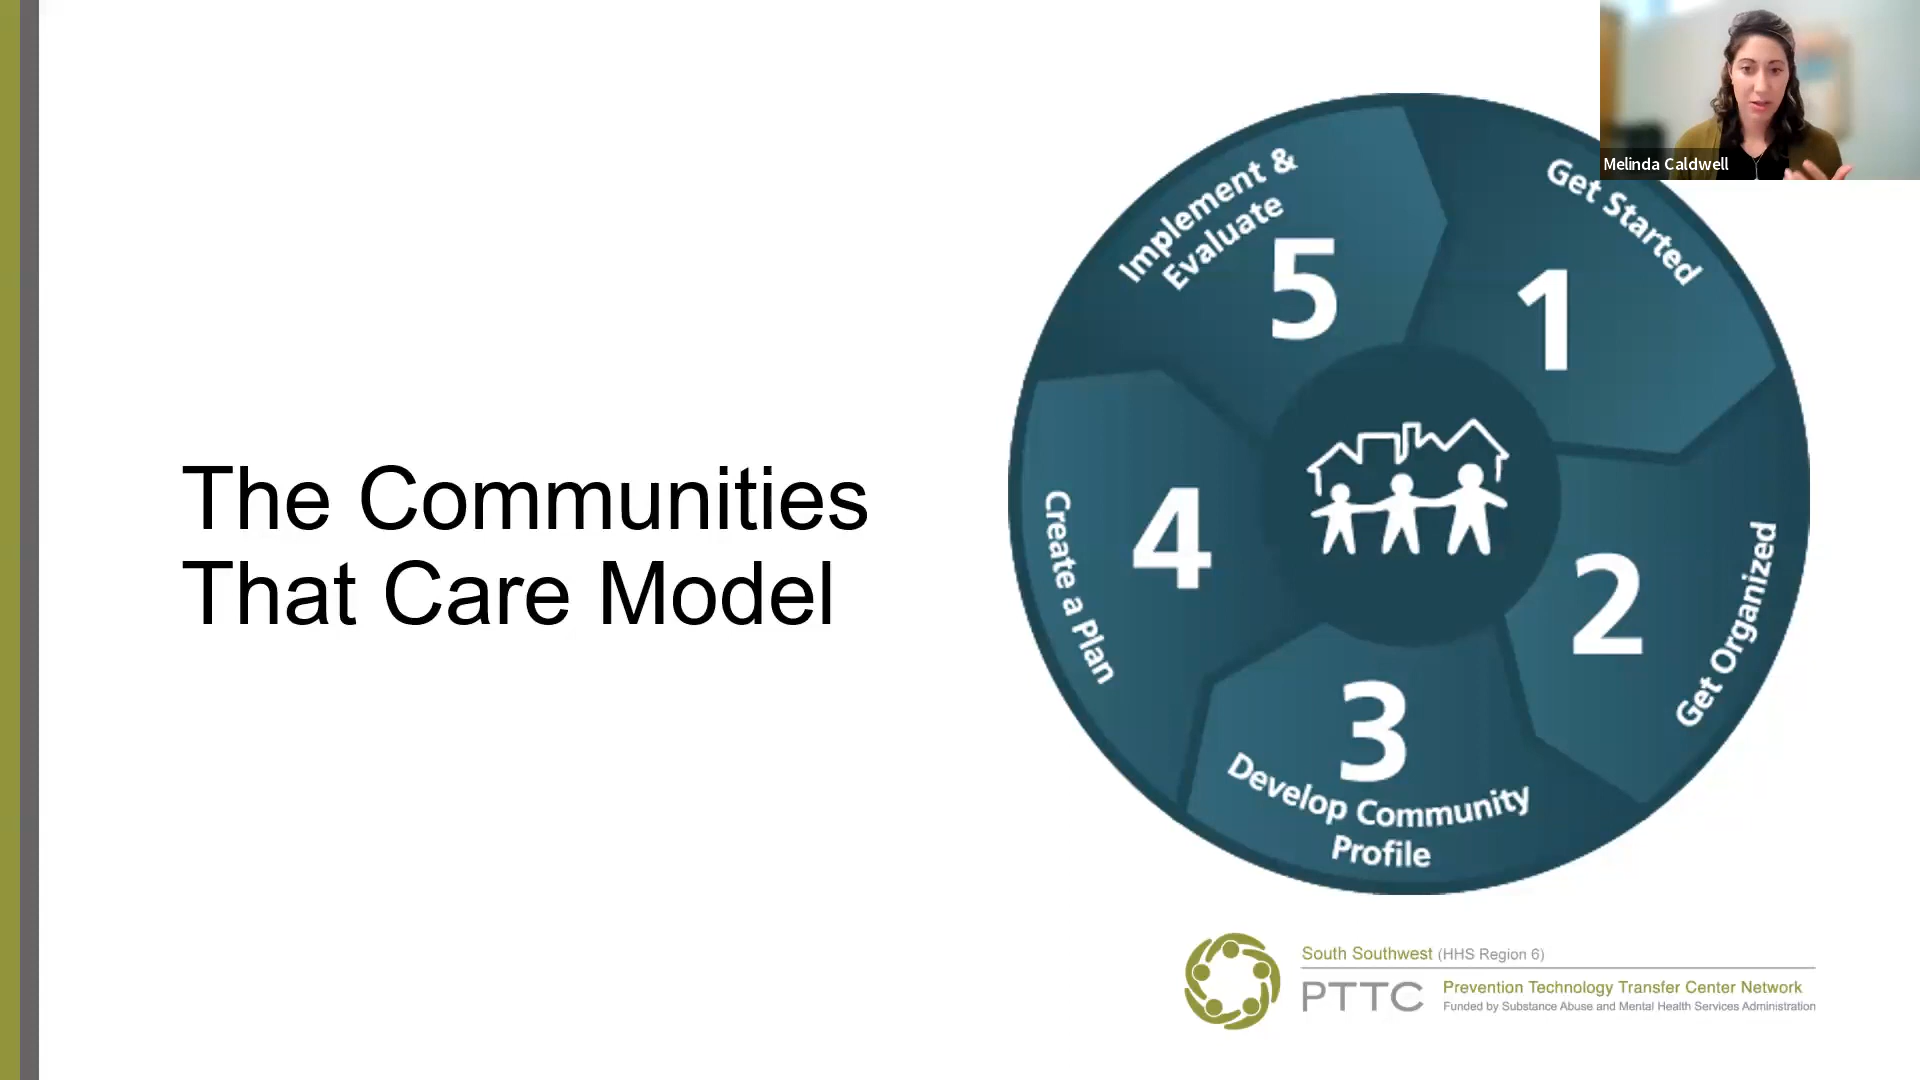 The Communities
That Care Model
Melinda Caldwell
Get Started
1
2
Get Organized
3
Develop Community
Profile
4
Create a Plan
Implement &
Evaluate
5
South Southwest (HHS Region 6)
PTTC
Prevention Technology Transfer Center Network
Funded by Substance Abuse and Mental Health Services Administration